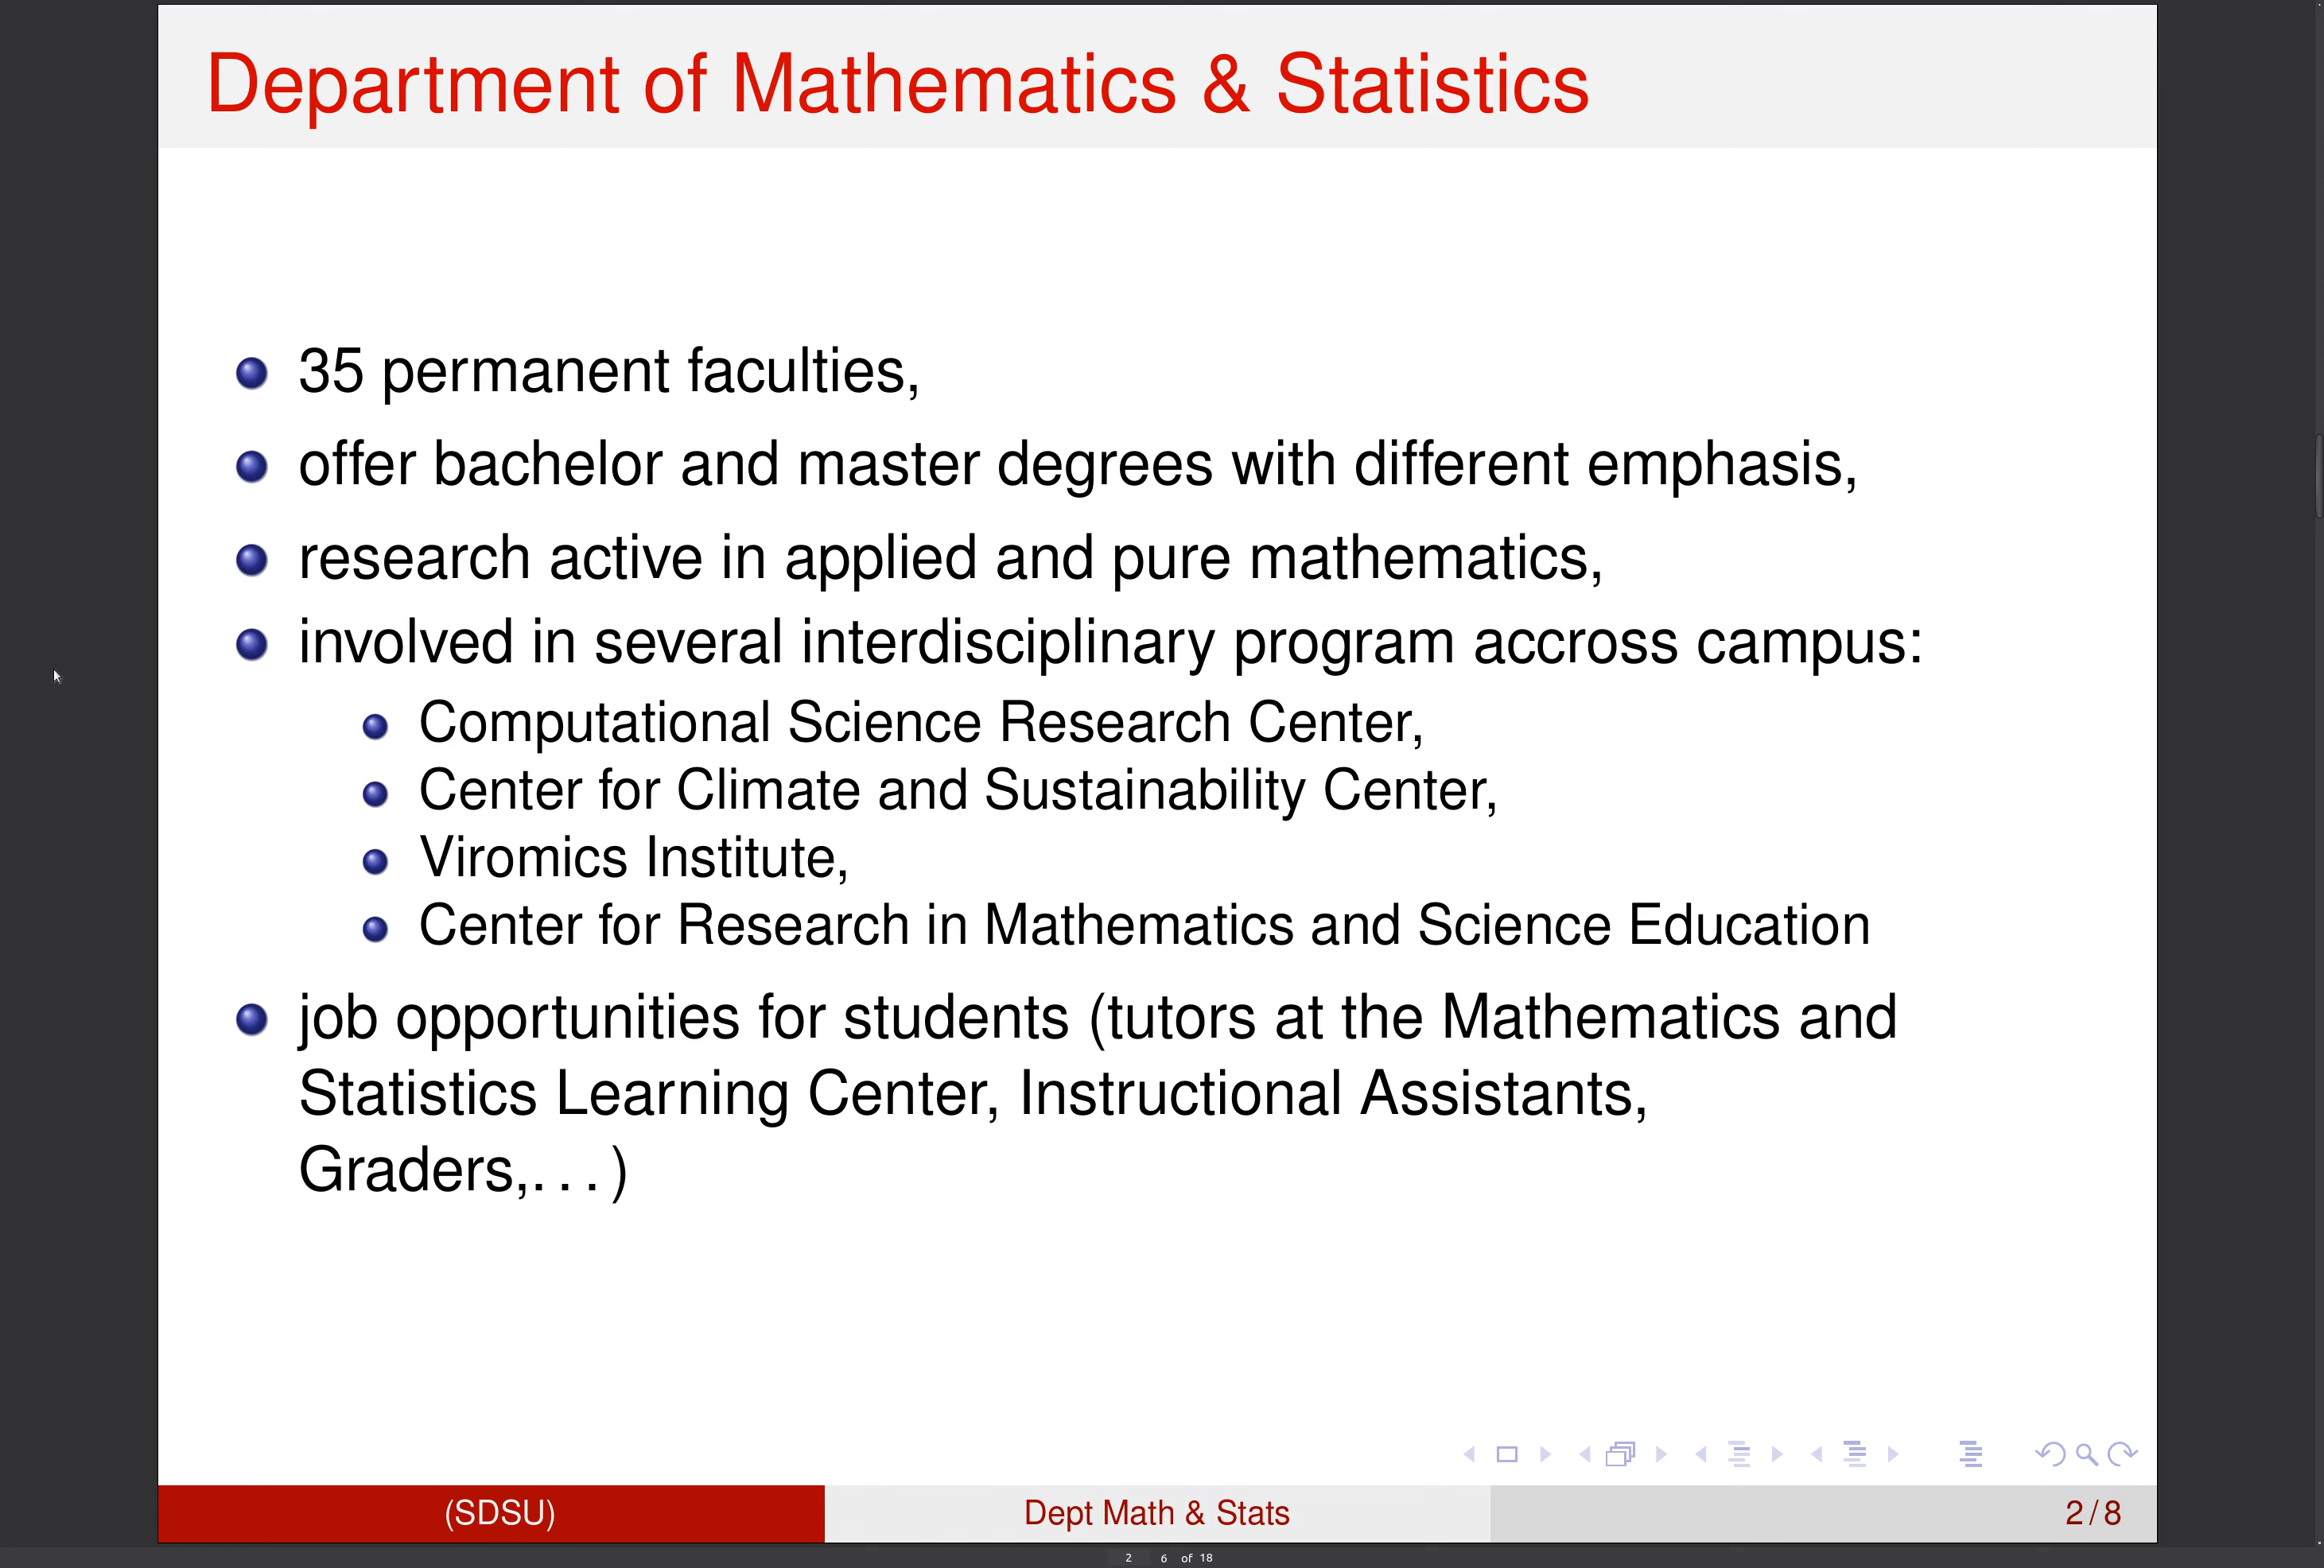 Department of Mathematics & Statistics
35 permanent faculties,
offer bachelor and master degrees with different emphasis,
research active in applied and pure mathematics,
involved in several interdisciplinary program accross campus:
Computational Science Research Center,
Center for Climate and Sustainability Center,
Viromics Institute,
Center for Research in Mathematics and Science Education
job opportunities for students (tutors at the Mathematics and
Statistics Learning Center, Instructional Assistants,
Graders,. . . )
(SDSU) Dept Math & Stats 2 / 8
2 6 of 18